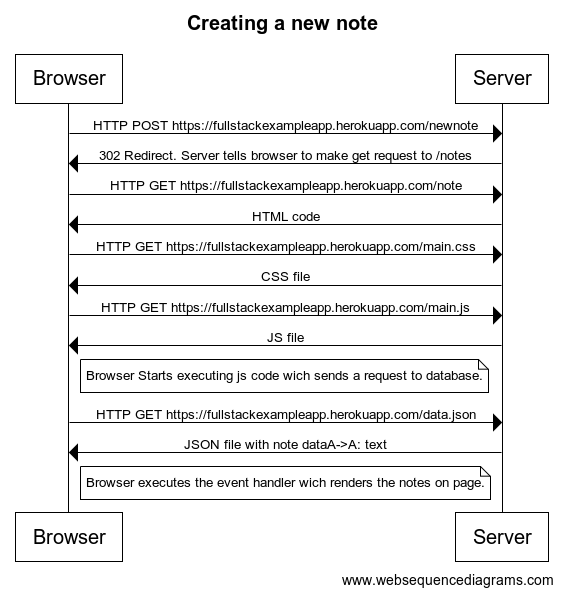 Creating a new note
Browser
Server
HTTP POST https://fullstackexampleapp.herokuapp.com/newnote
302 Redirect. Server tells browser to make get request to /notes
HTTP GET https://fullstackexampleapp.herokuapp.com/note
HTML code
HTTP GET https://fullstackexampleapp.herokuapp.com/main.css
CSS file
HTTP GET https://fullstackexampleapp.herokuapp.com/main.js
JS file
Browser Starts executing js code wich sends a request to database.
HTTP GET https://fullstackexampleapp.herokuapp.com/data.json
JSON file with note dataA->A: text
Browser executes the event handler wich renders the notes on page.
Browser
Server
www.websequencediagrams.com